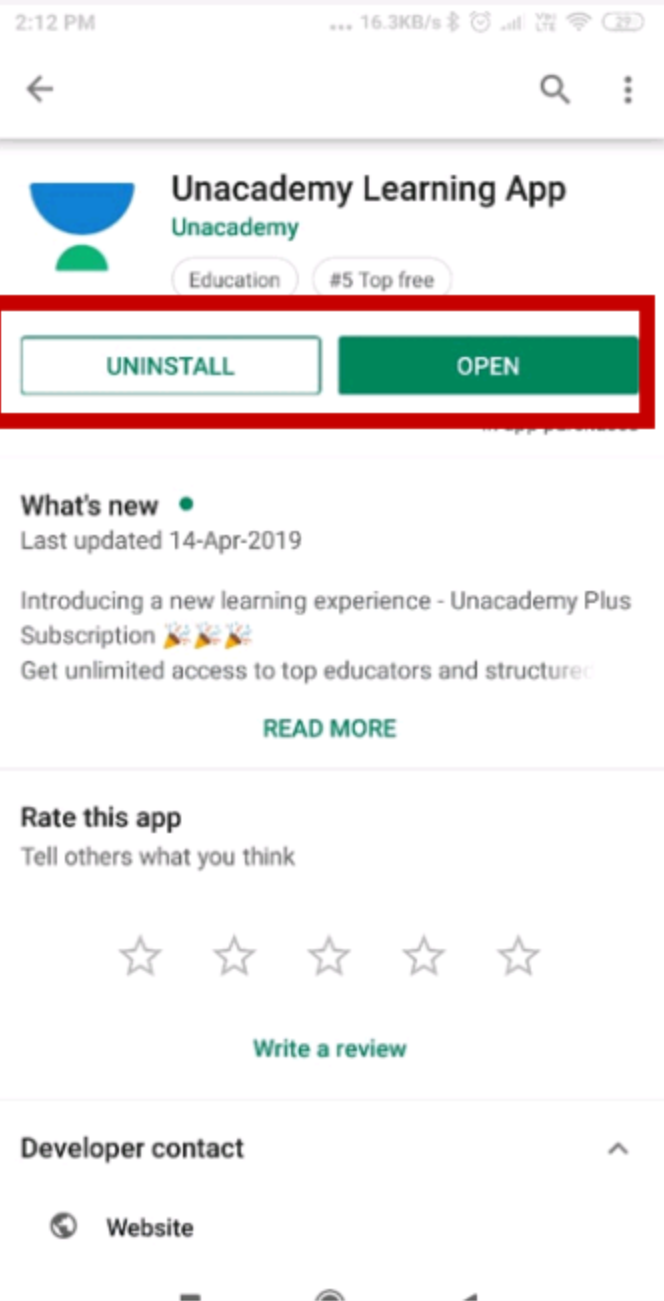 2:12 PM
... 16.3KB/s 29
Unacademy Learning App
Unacademy
Education
#5 Top free
UNINSTALL
OPEN
What's new
Last updated 14-Apr-2019
Introducing a new learning experience - Unacademy Plus
Subscription 🎉🎉🎉
Get unlimited access to top educators and structured
READ MORE
Rate this app
Tell others what you think
Write a review
Developer contact
Website